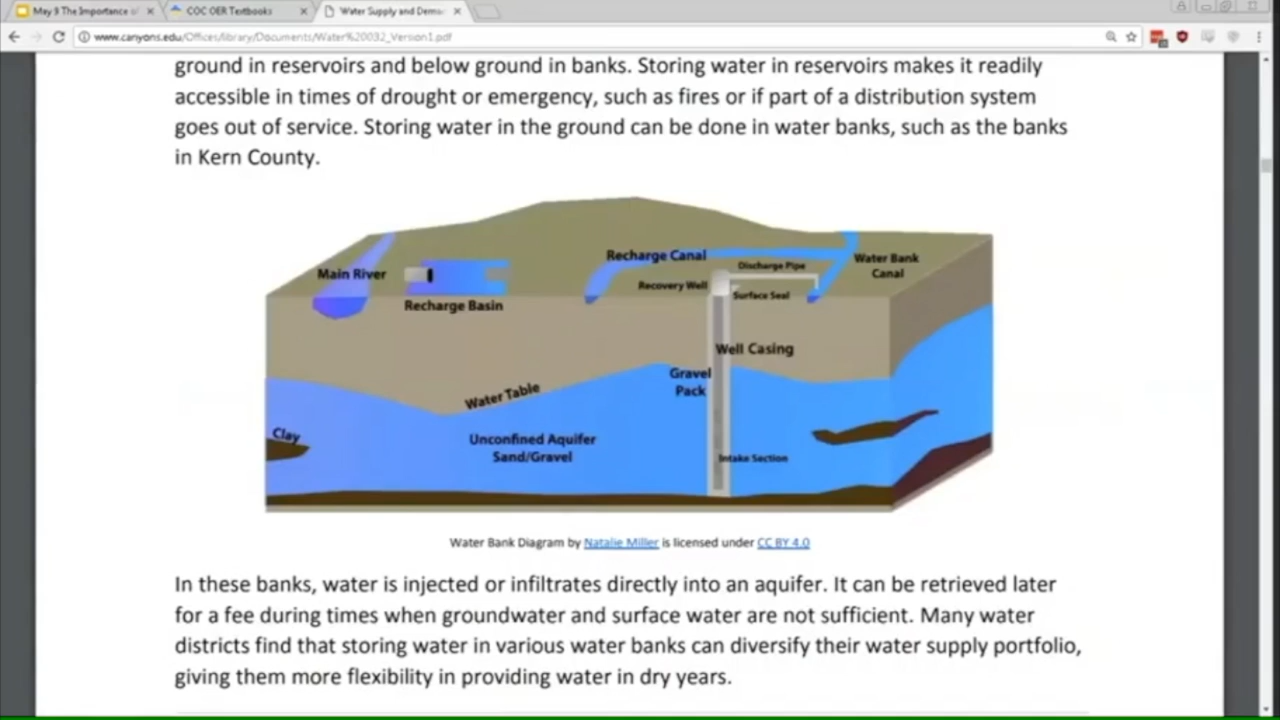 May 9 The Importance of
COC OER Textbooks
Water Supply and Dema
www.canyons.edu/Offices/library/Documents/Water%20032_Version1.pdf
ground in reservoirs and below ground in banks. Storing water in reservoirs makes it readily
accessible in times of drought or emergency, such as fires or if part of a distribution system
goes out of service. Storing water in the ground can be done in water banks, such as the banks
in Kern County.
Main River
Recharge Basin
Recharge Canal
Recovery Well
Discharge Pipe
Surface Seal
Water Bank
Canal
Well Casing
Gravel
Pack
Water Table
Clay
Unconfined Aquifer
Sand/Gravel
Intake Section
Water Bank Diagram by Natalie Miller is licensed under CC BY 4.0
In these banks, water is injected or infiltrates directly into an aquifer. It can be retrieved later
for a fee during times when groundwater and surface water are not sufficient. Many water
districts find that storing water in various water banks can diversify their water supply portfolio,
giving them more flexibility in providing water in dry years.